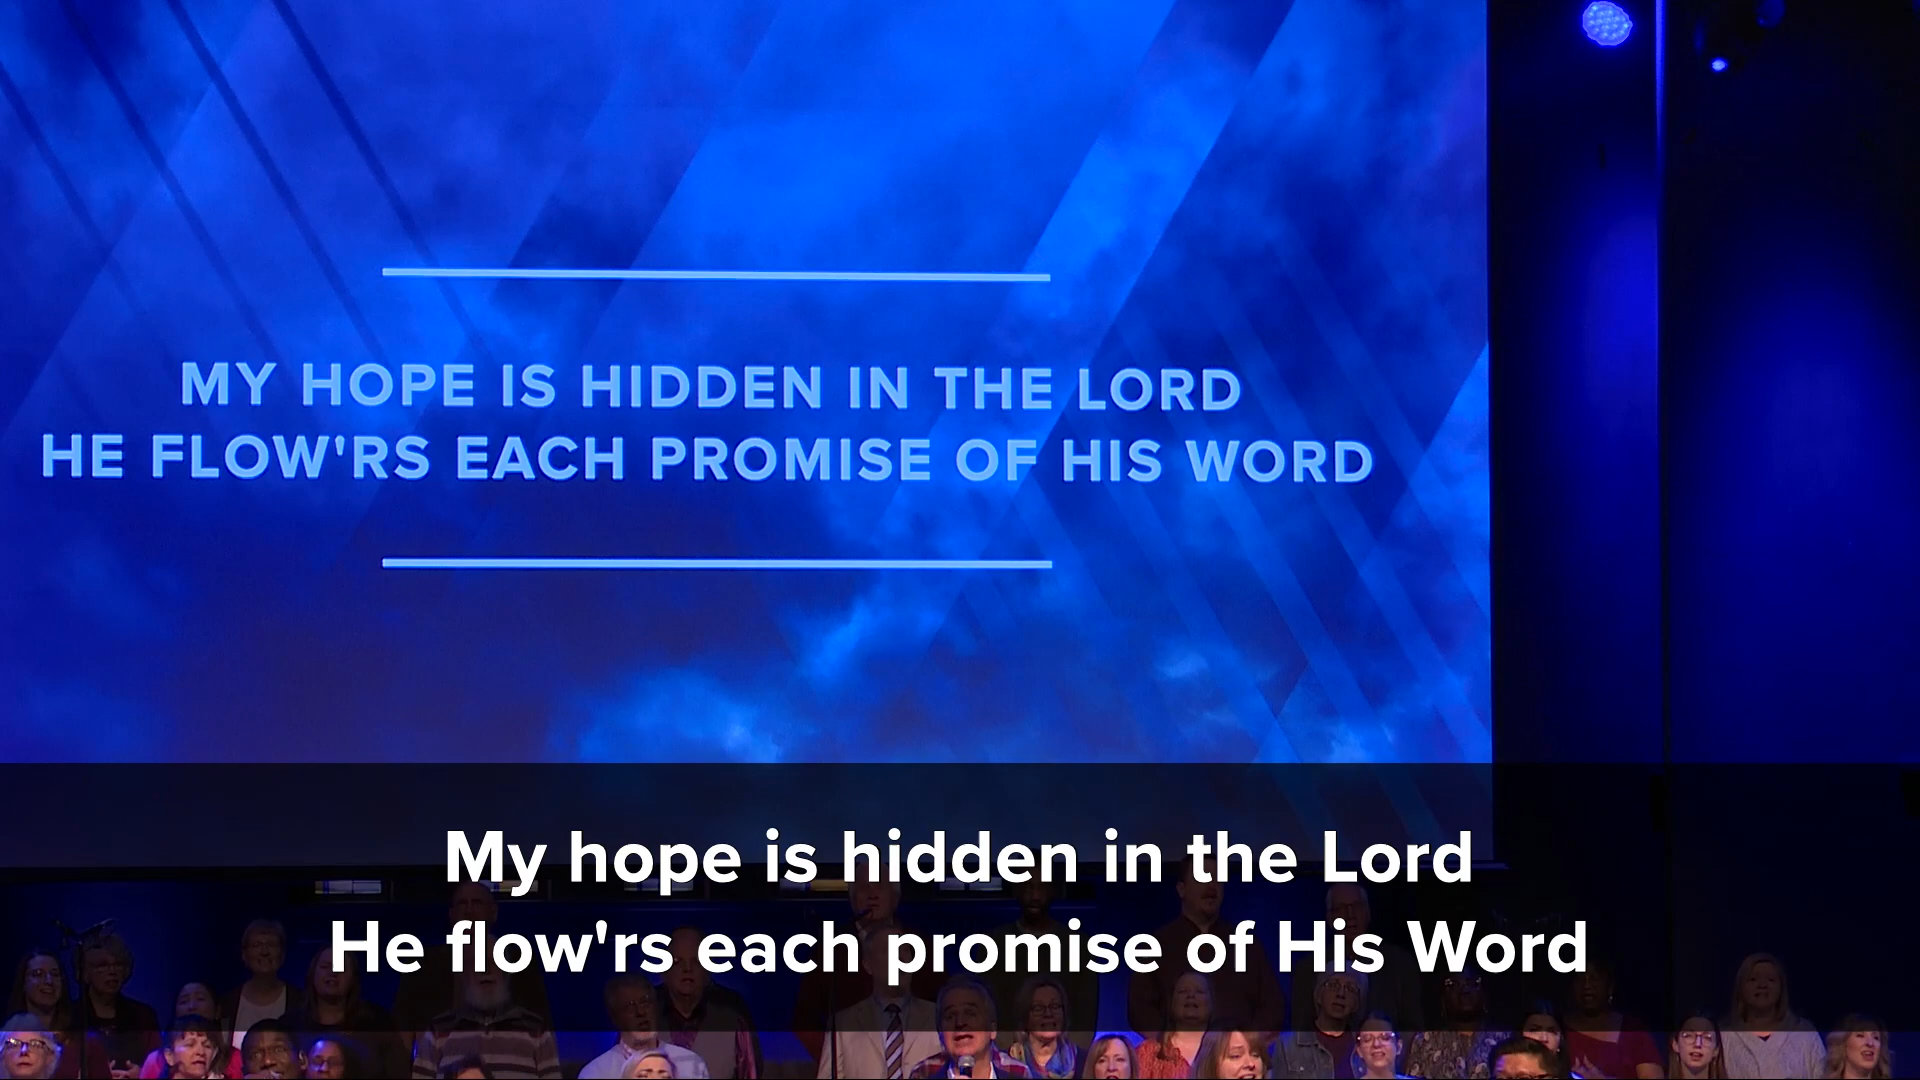 MY HOPE IS HIDDEN IN THE LORD
HE FLOW'RS EACH PROMISE OF HIS WORD
My hope is hidden in the Lord
He flow'rs each promise of His Word